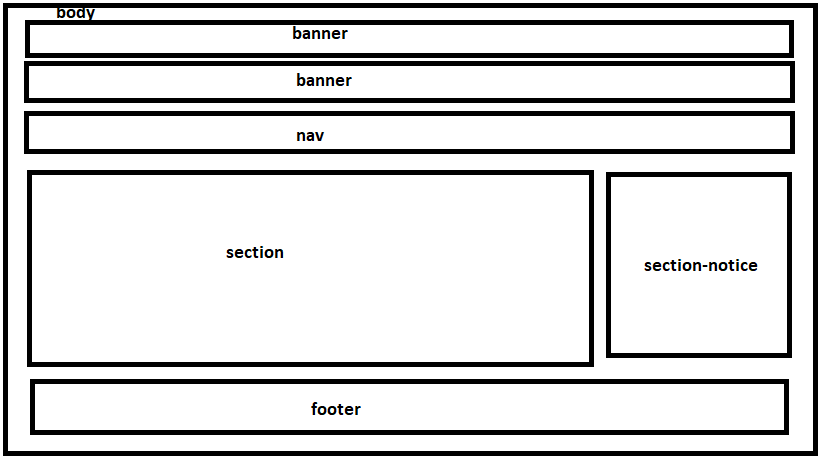 body
banner
banner
nav
section
section-notice
footer